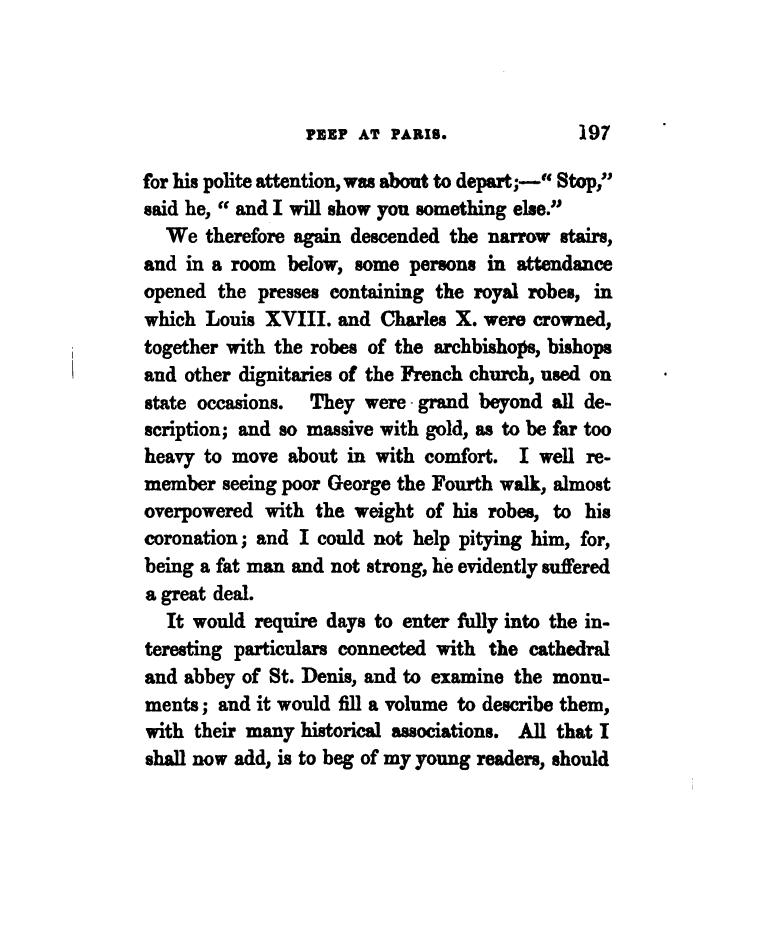 PEEP AT PARIS. 197
for his polite attention, was about to depart;—“ Stop,”
said he, “ and I will show you something else.”
We therefore again descended the narrow stairs,
and in a room below, some persons in attendance
opened the presses containing the royal robes, in
which Louis XVIII. and Charles X. were crowned,
together with the robes of the archbishops, bishops
and other dignitaries of the French church, used on
state occasions. They were grand beyond all de-
scription; and so massive with gold, as to be far too
heavy to move about in with comfort. I well re-
member seeing poor George the Fourth walk, almost
overpowered with the weight of his robes, to his
coronation; and I could not help pitying him, for,
being a fat man and not strong, he evidently suffered
a great deal.
It would require days to enter fully into the in-
teresting particulars connected with the cathedral
and abbey of St. Denis, and to examine the monu-
ments; and it would fill a volume to describe them,
with their many historical associations. All that I
shall now add, is to beg of my young readers, should